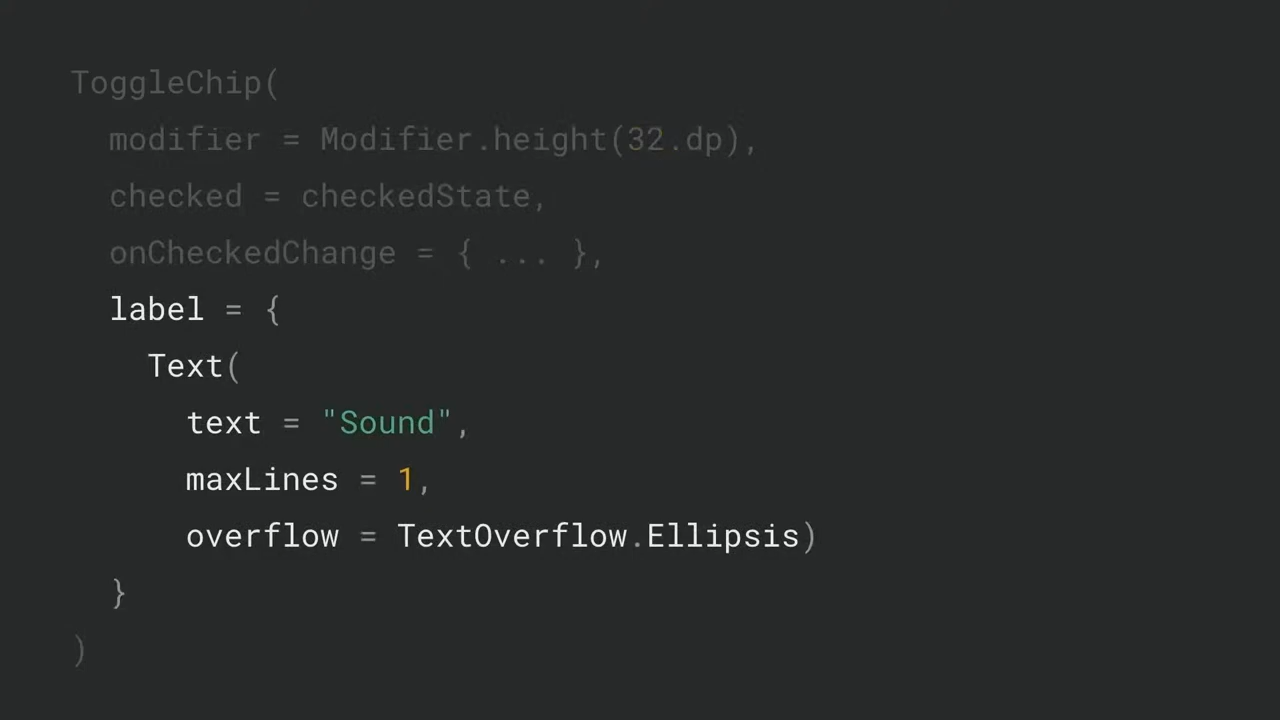 ToggleChip(
  modifier = Modifier.height(32.dp),
  checked = checkedState,
  onCheckedChange = { ... },
  label = {
    Text(
      text = "Sound",
      maxLines = 1,
      overflow = TextOverflow.Ellipsis)
  }
)